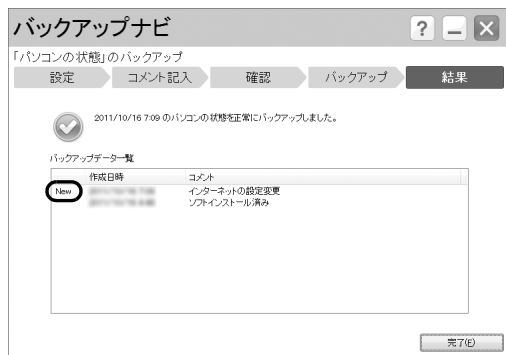 バックアップナビ
?
「パソコンの状態」のバックアップ
設定 コメント記入 確認 バックアップ 結果
2011/10/16 7:09 のパソコンの状態を正常にバックアップしました。
バックアップデータ一覧
作成日時 コメント
New インターネットの設定変更
ソフトインストール済み
完了(E)